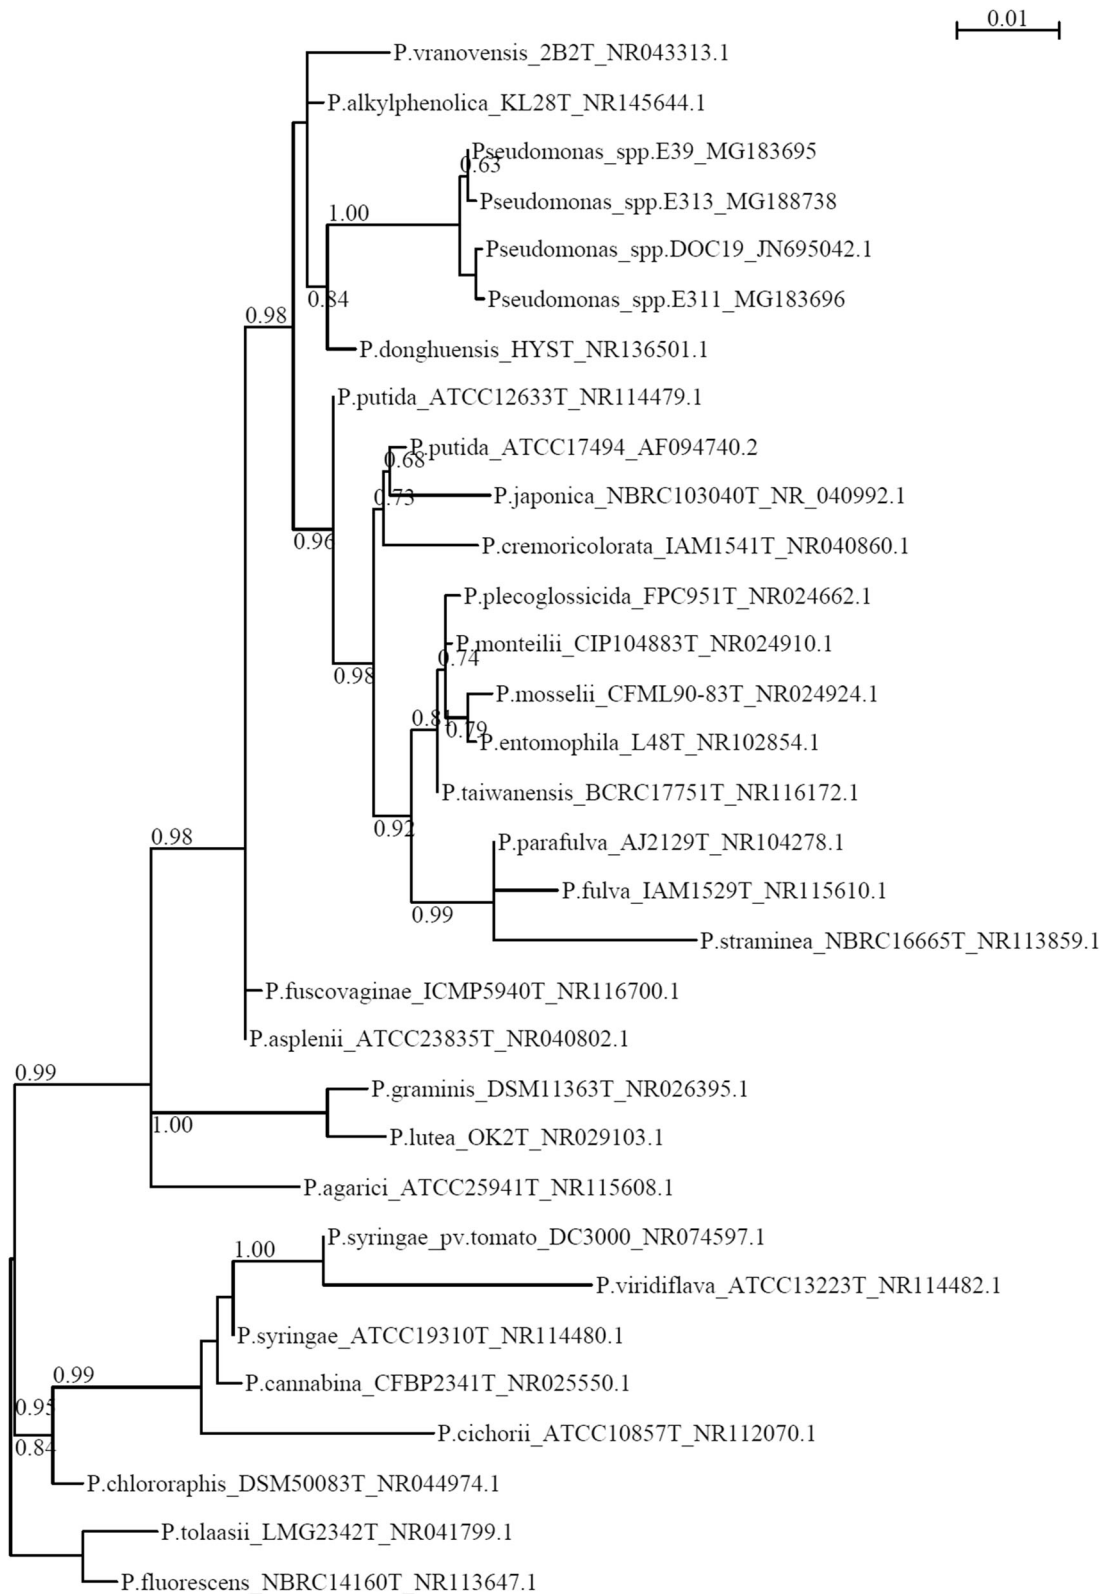 0.01
P.vranovensis_2B2T_NR043313.1
P.alkylphenolica_KL28T_NR145644.1
Pseudomonas_spp.E39_MG183695
0.63
Pseudomonas_spp.E313_MG188738
1.00
Pseudomonas_spp.DOC19_JN695042.1
Pseudomonas_spp.E311_MG183696
0.84
0.98
P.donghuensis_HYST_NR136501.1
P.putida_ATCC12633T_NR114479.1
P.putida_ATCC17494_AF094740.2
0.68
P.japonica_NBRC103040T_NR_040992.1
0.73
0.96
P.cremoricolorata_IAM1541T_NR040860.1
P.plecoglossicida_FPC951T_NR024662.1
P.monteilii_CIP104883T_NR024910.1
0.74
0.98
P.mosselii_CFML90-83T_NR024924.1
0.81
0.79
P.entomophila_L48T_NR102854.1
P.taiwanensis_BCRC17751T_NR116172.1
0.92
0.98
P.parafulva_AJ2129T_NR104278.1
P.fulva_IAM1529T_NR115610.1
0.99
P.straminea_NBRC16665T_NR113859.1
P.fuscovaginae_ICMP5940T_NR116700.1
P.asplenii_ATCC23835T_NR040802.1
0.99
P.graminis_DSM11363T_NR026395.1
1.00
P.lutea_OK2T_NR029103.1
P.agarici_ATCC25941T_NR115608.1
P.syringae_pv.tomato_DC3000_NR074597.1
1.00
P.viridiflava_ATCC13223T_NR114482.1
P.syringae_ATCC19310T_NR114480.1
0.99
P.cannabina_CFBP2341T_NR025550.1
0.95
P.cichorii_ATCC10857T_NR112070.1
0.84
P.chlororaphis_DSM50083T_NR044974.1
P.tolaasii_LMG2342T_NR041799.1
P.fluorescens_NBRC14160T_NR113647.1